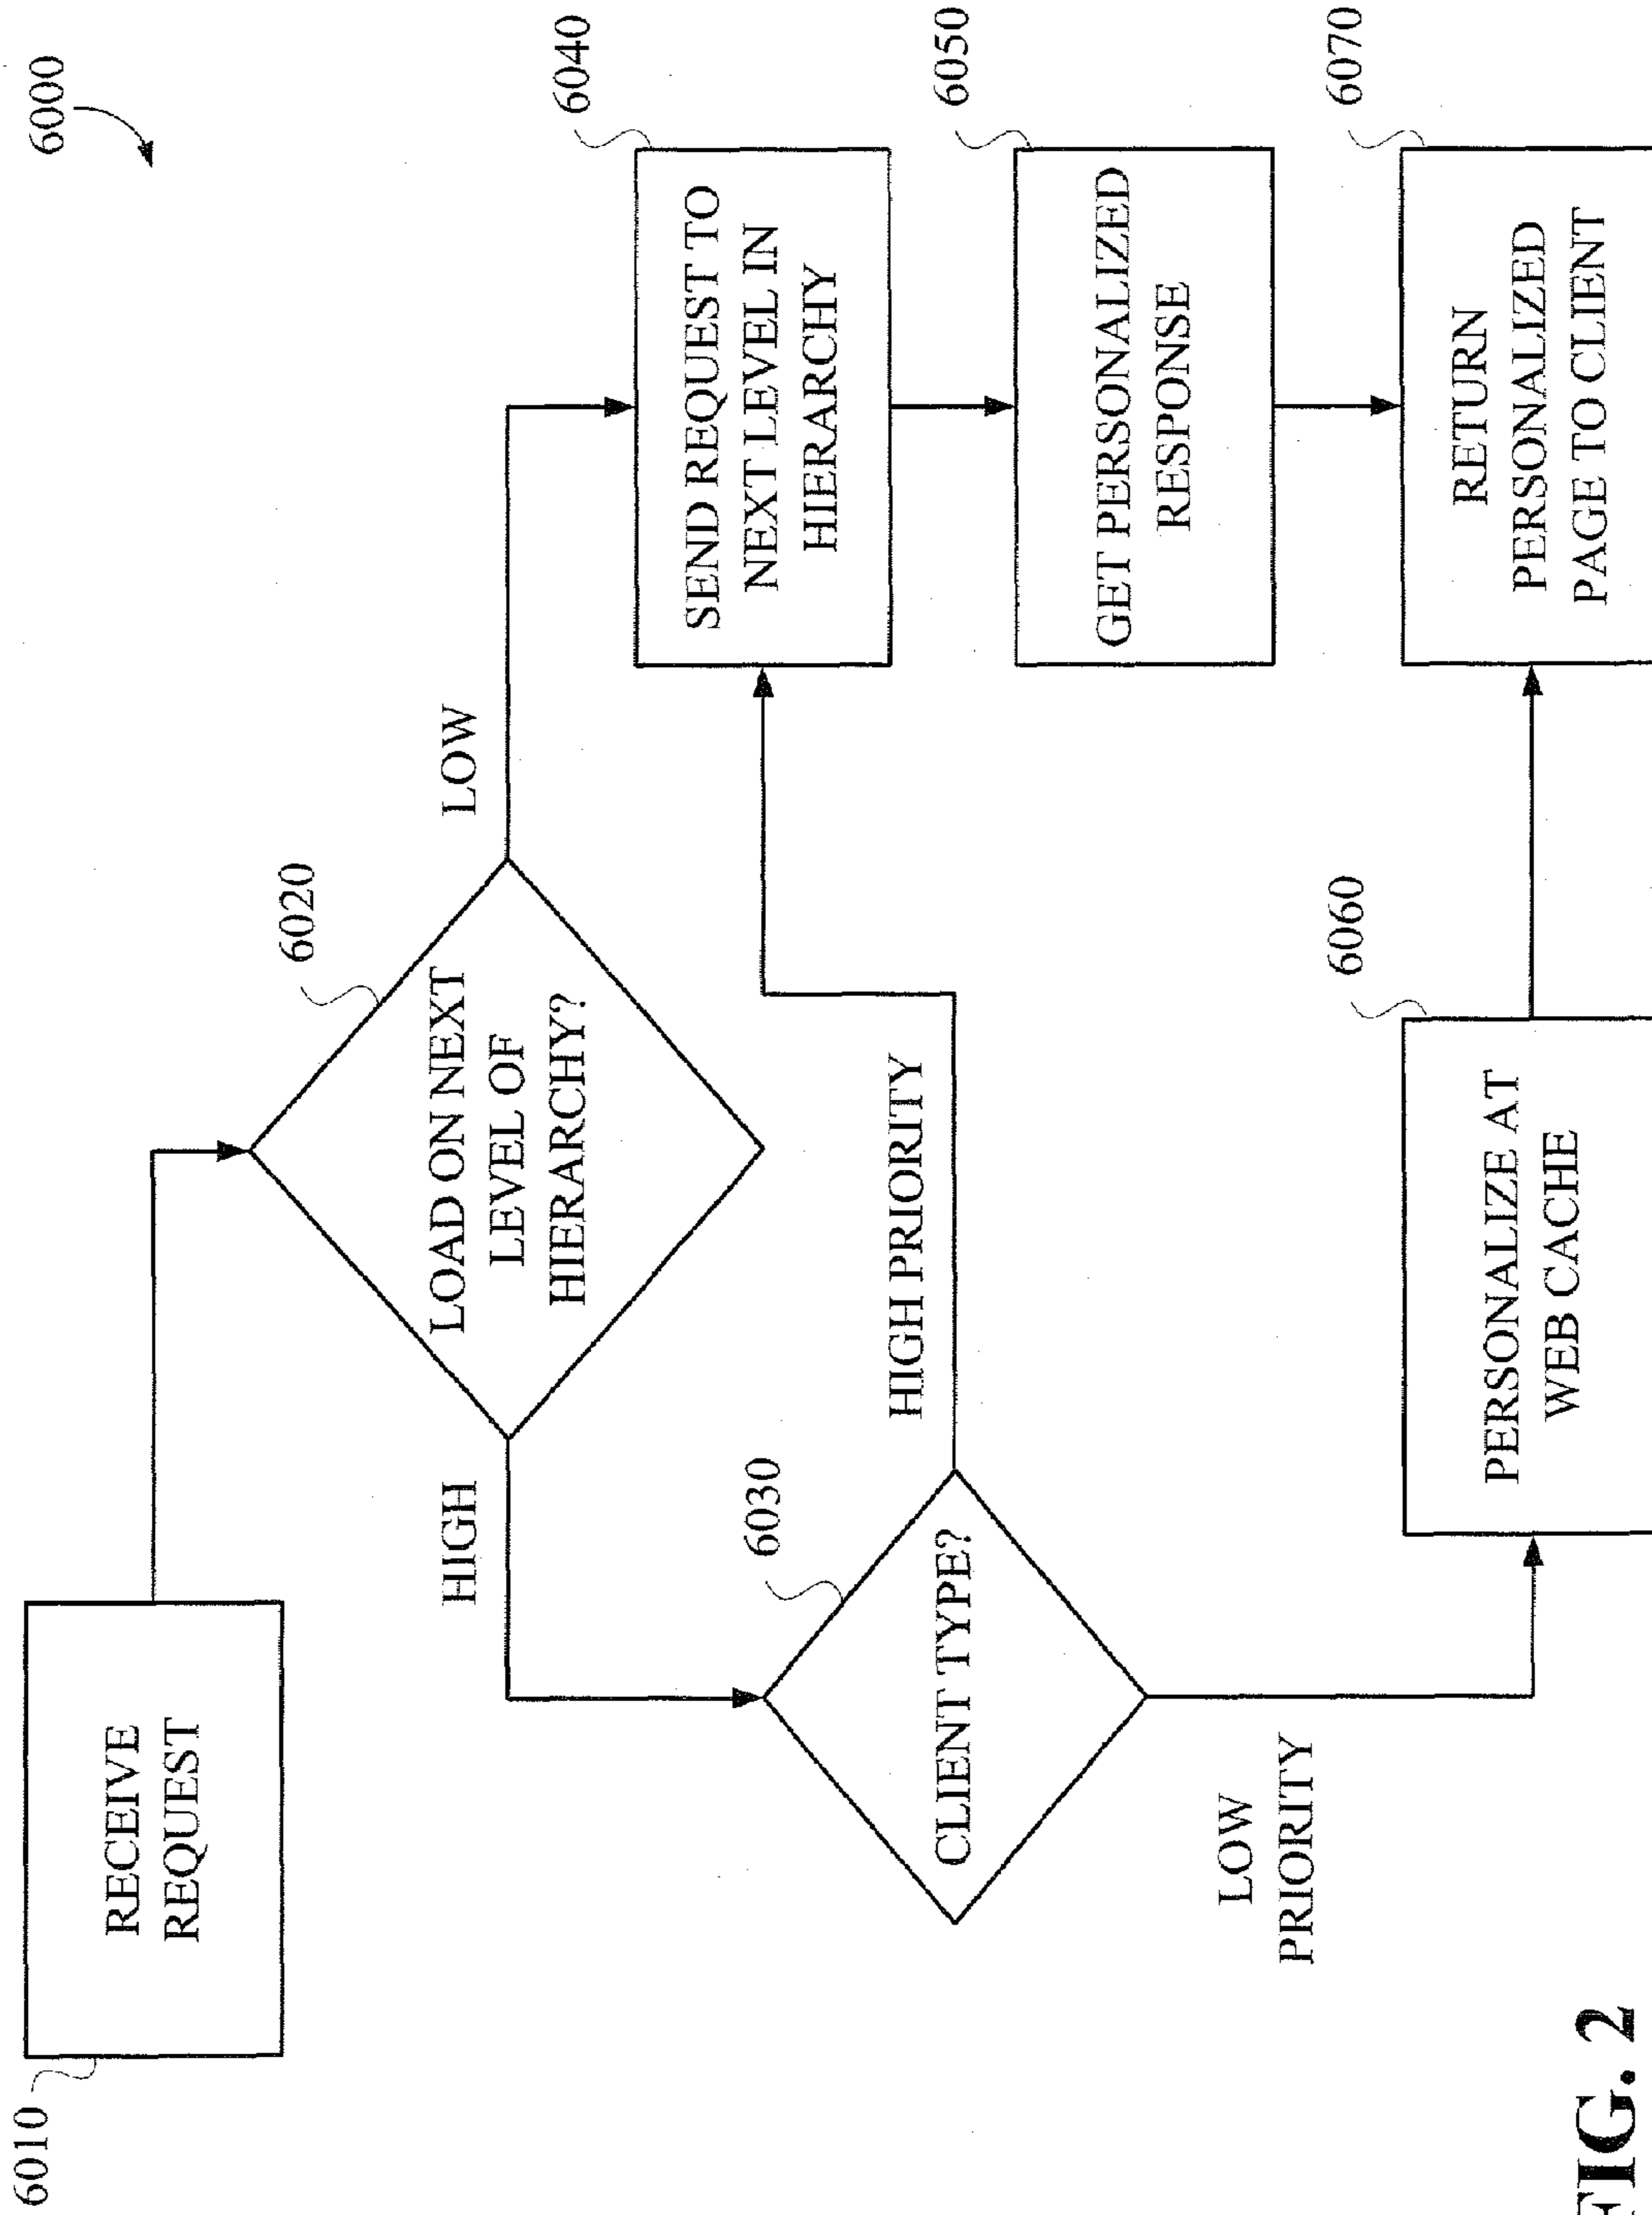 6000
6010
RECEIVE
REQUEST
6020
LOAD ON NEXT
LEVEL OF
HIERARCHY?
HIGH
LOW
6030
CLIENT TYPE?
HIGH PRIORITY
LOW
PRIORITY
6040
SEND REQUEST TO
NEXT LEVEL IN
HIERARCHY
6050
GET PERSONALIZED
RESPONSE
6060
PERSONALIZE AT
WEB CACHE
6070
RETURN
PERSONALIZED
PAGE TO CLIENT
FIG. 2